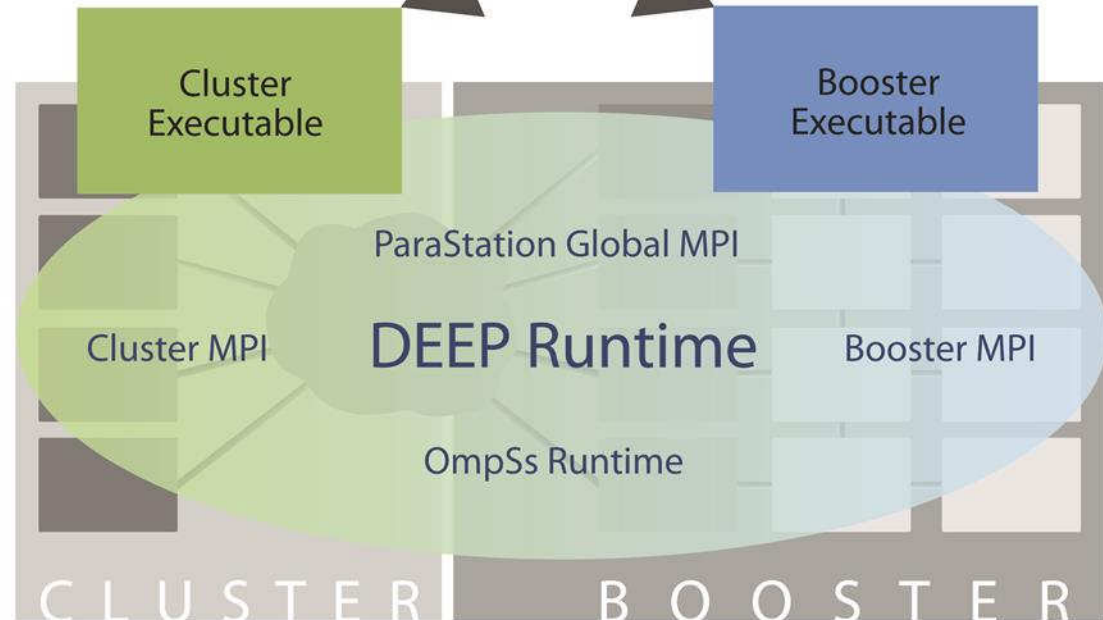 Cluster
Executable
Booster
Executable
ParaStation Global MPI
Cluster MPI
DEEP Runtime
Booster MPI
OmpSs Runtime
CLUSTER
BOOSTER